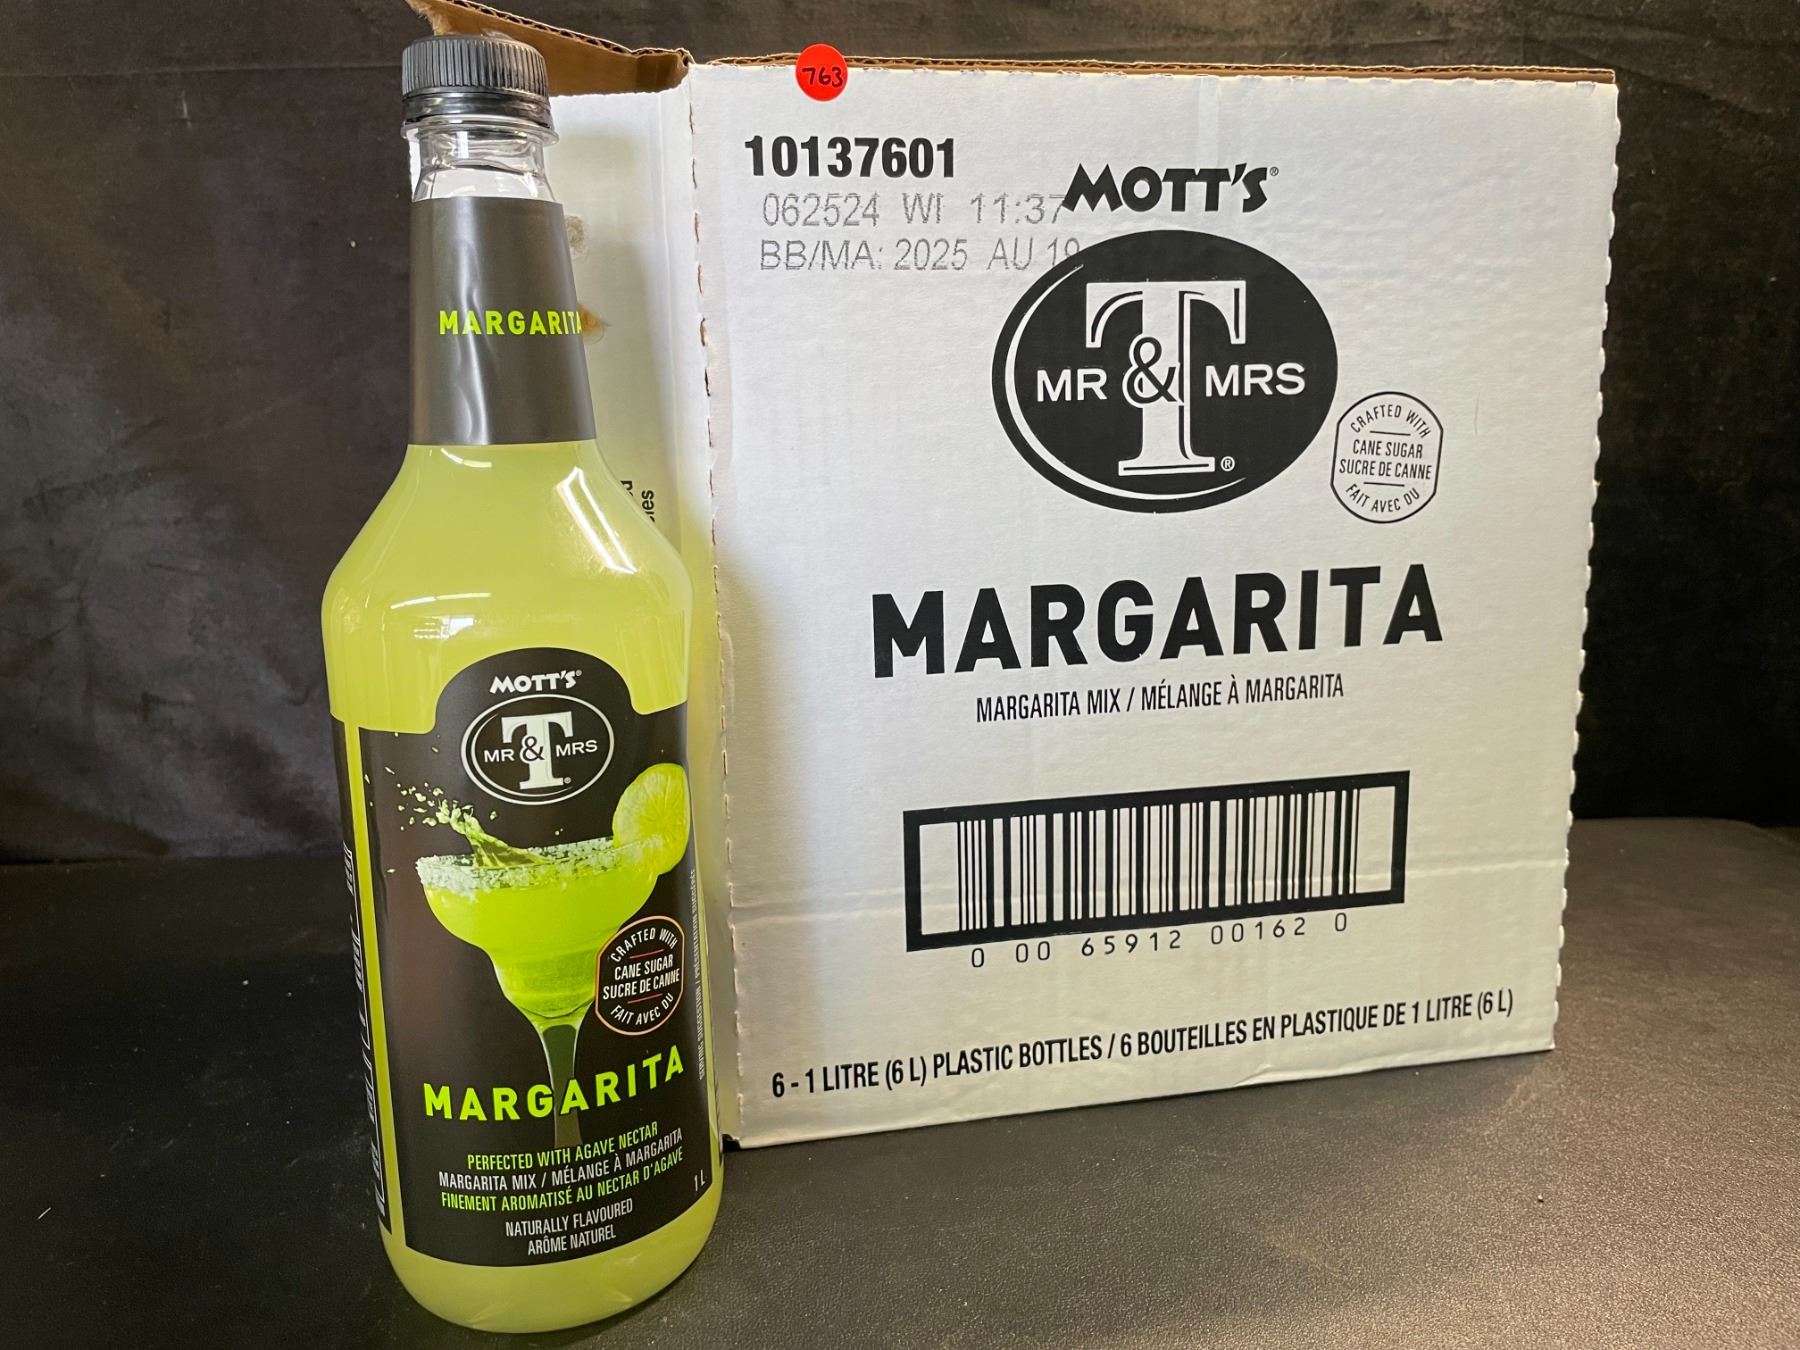 763
10137601
062524 WI 11:37
BB/MA: 2025 AU 19
MOTT'S®
MR & MRS
T®
CRAFTED WITH
CANE SUGAR
SUCRE DE CANNE
FAIT AVEC DU
MARGARITA
MARGARITA MIX / MÉLANGE À MARGARITA
0 00 65912 00162 0
6 - 1 LITRE (6 L) PLASTIC BOTTLES / 6 BOUTEILLES EN PLASTIQUE DE 1 LITRE (6 L)
MARGARITA
MOTT'S®
MR & MRS
T®
CRAFTED WITH
CANE SUGAR
SUCRE DE CANNE
FAIT AVEC DU
SERVING SUGGESTION / PRÉSENTATION SUGGÉRÉE
MARGARITA
PERFECTED WITH AGAVE NECTAR
MARGARITA MIX / MÉLANGE À MARGARITA
FINEMENT AROMATISÉ AU NECTAR D'AGAVE
1 L
NATURALLY FLAVOURED
ARÔME NATUREL